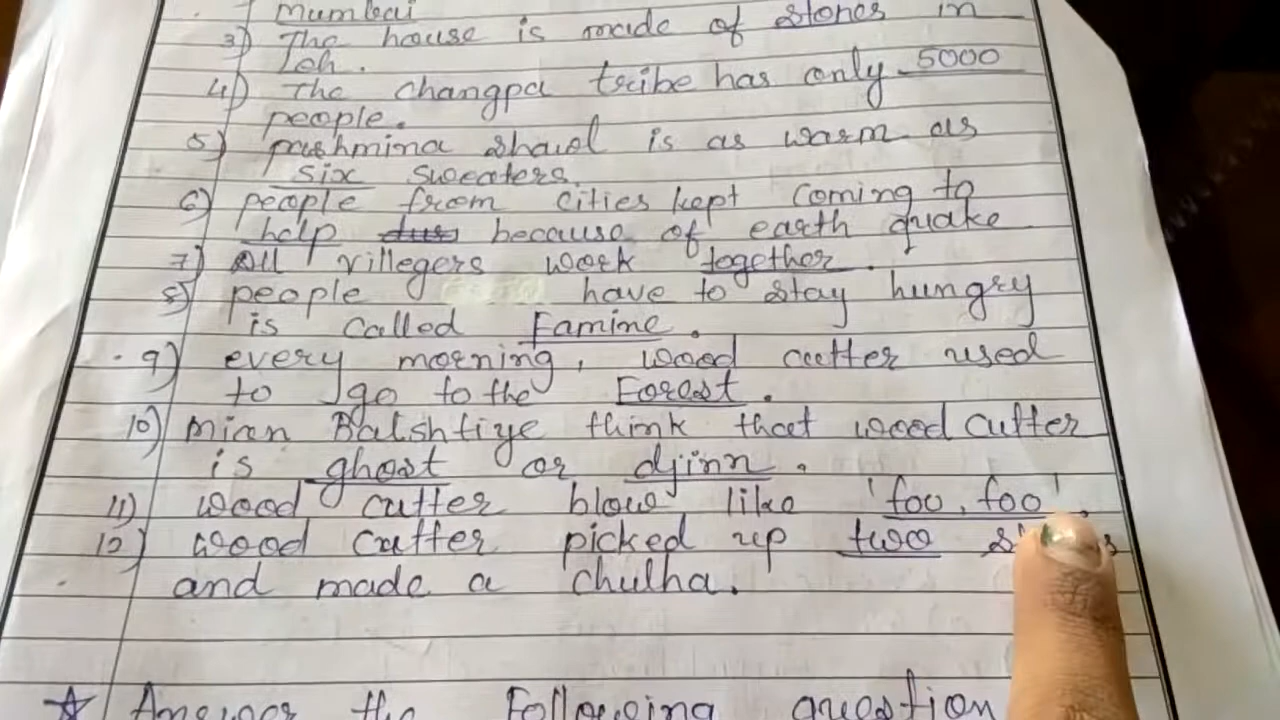 Mumbai
3) The house is made of stones in
Leh.
4) The changpa tribe has only 5000
people.
5) pashmina shawl is as warm as
six sweaters.
6) people from cities kept coming to
help because of earth quake
7) All villegers work together.
8) people have to stay hungry
is called Famine.
9) every morning, wood cutter used
to go to the Forest.
10) Mian Balshtiye think that wood cutter
is ghost or djinn.
11) wood cutter blow like 'foo, foo'.
12) wood cutter picked up two
and made a chulha.
☆ Answer the Following question